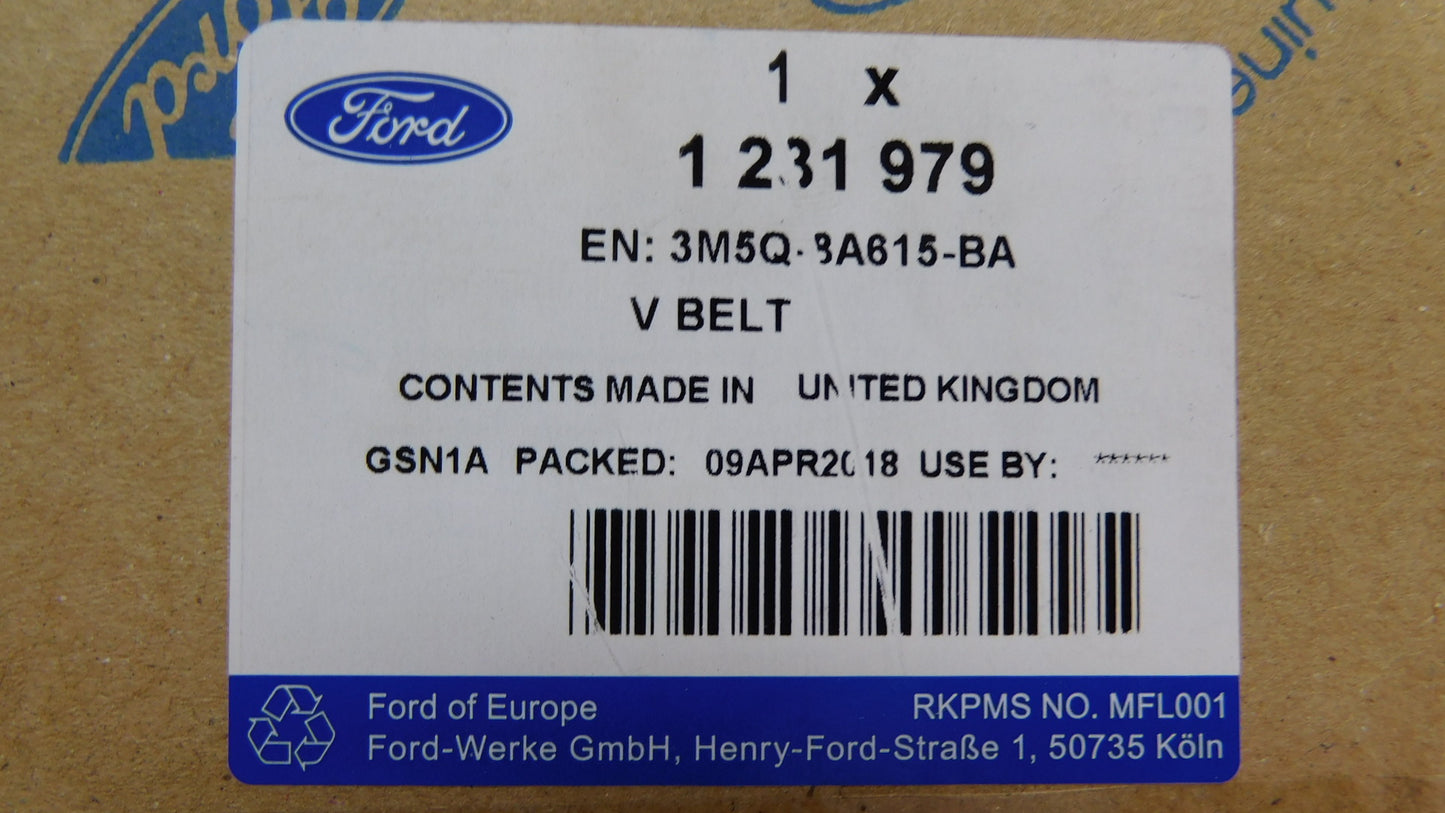 Ford
1 x
1 231 979
EN: 3M5Q-8A615-BA
V BELT
CONTENTS MADE IN UNITED KINGDOM
GSN1A PACKED: 09APR2018 USE BY: ******
Ford of Europe RKPMS NO. MFL001
Ford-Werke GmbH, Henry-Ford-Straße 1, 50735 Köln